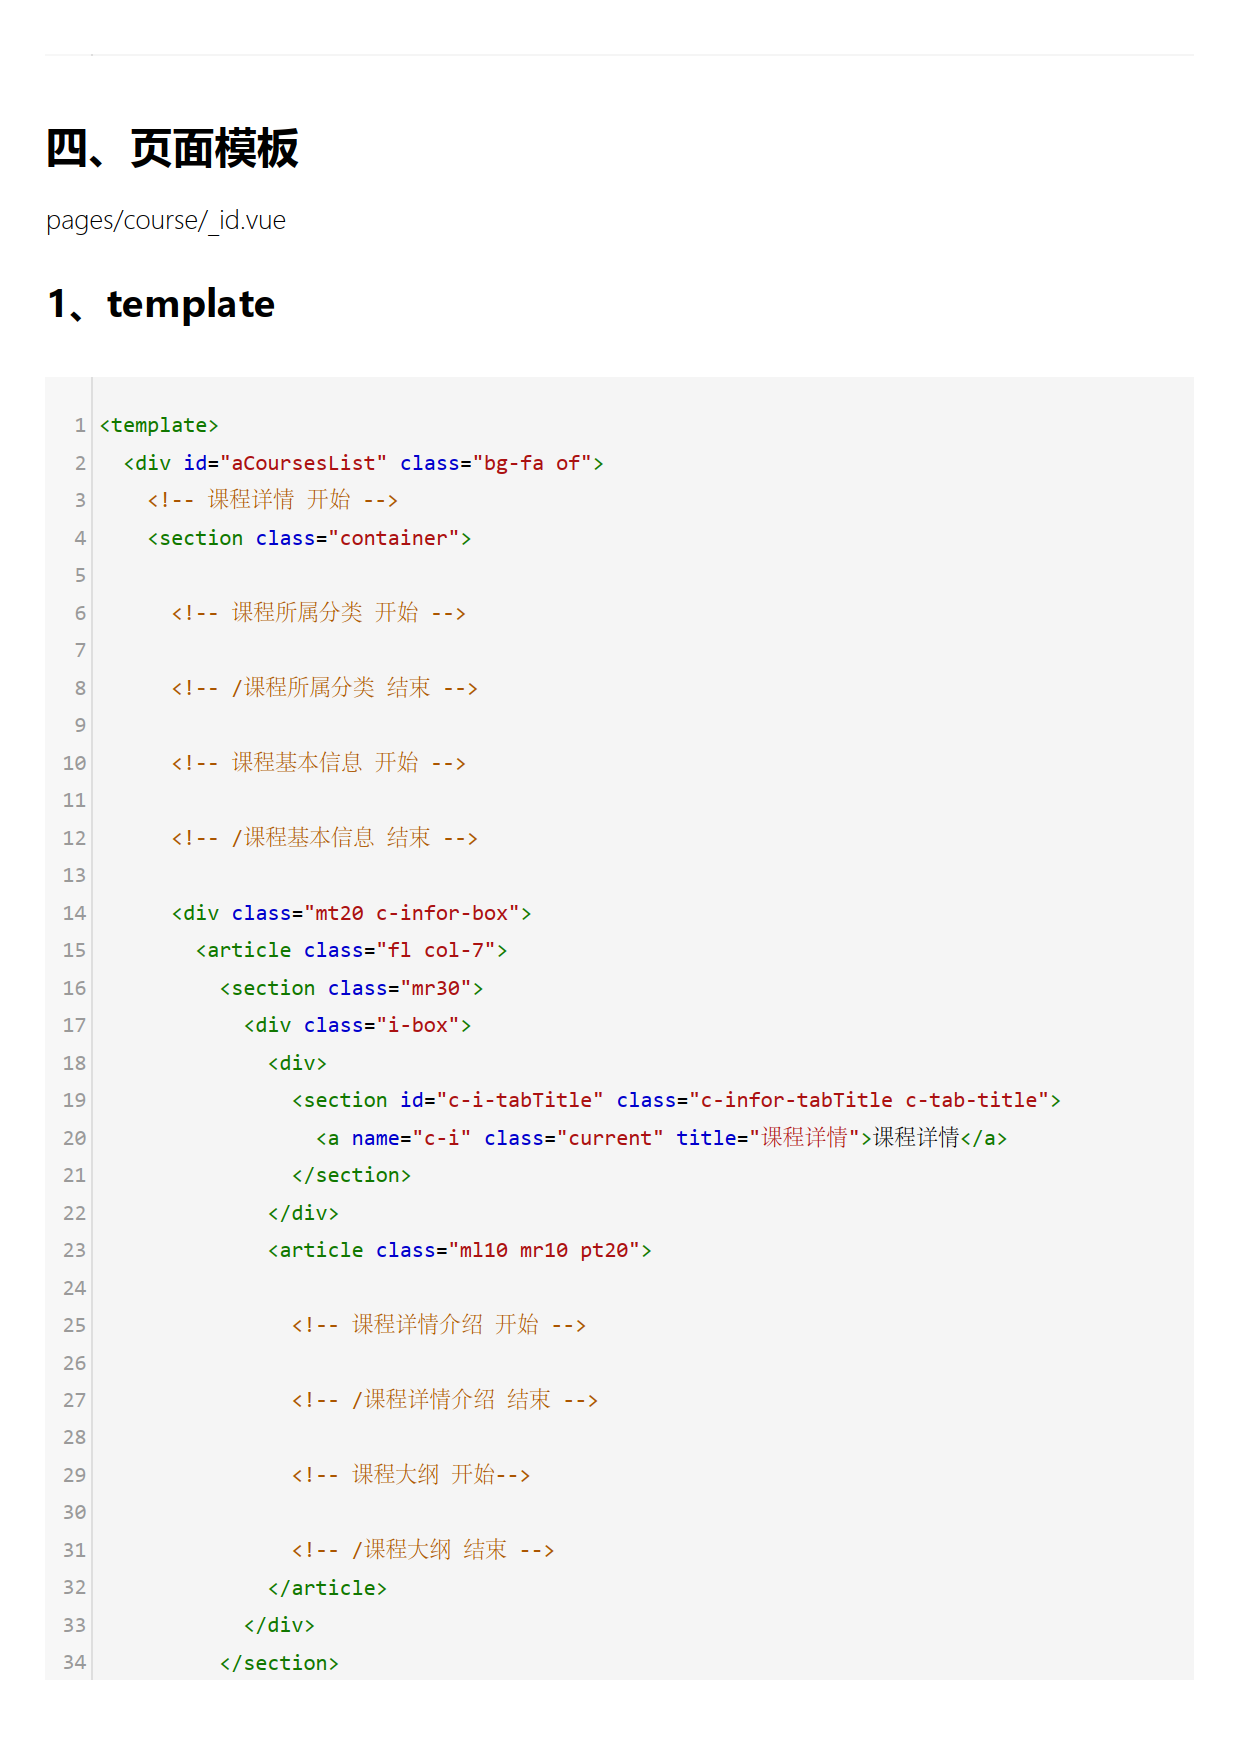 四、页面模板
pages/course/_id.vue
1、template
1 <template>
2   <div id="aCoursesList" class="bg-fa of">
3     <!-- 课程详情 开始 -->
4     <section class="container">
5
6       <!-- 课程所属分类 开始 -->
7
8       <!-- /课程所属分类 结束 -->
9
10       <!-- 课程基本信息 开始 -->
11
12       <!-- /课程基本信息 结束 -->
13
14       <div class="mt20 c-infor-box">
15         <article class="fl col-7">
16           <section class="mr30">
17             <div class="i-box">
18               <div>
19                 <section id="c-i-tabTitle" class="c-infor-tabTitle c-tab-title">
20                   <a name="c-i" class="current" title="课程详情">课程详情</a>
21                 </section>
22               </div>
23               <article class="ml10 mr10 pt20">
24
25                 <!-- 课程详情介绍 开始 -->
26
27                 <!-- /课程详情介绍 结束 -->
28
29                 <!-- 课程大纲 开始-->
30
31                 <!-- /课程大纲 结束 -->
32               </article>
33             </div>
34           </section>